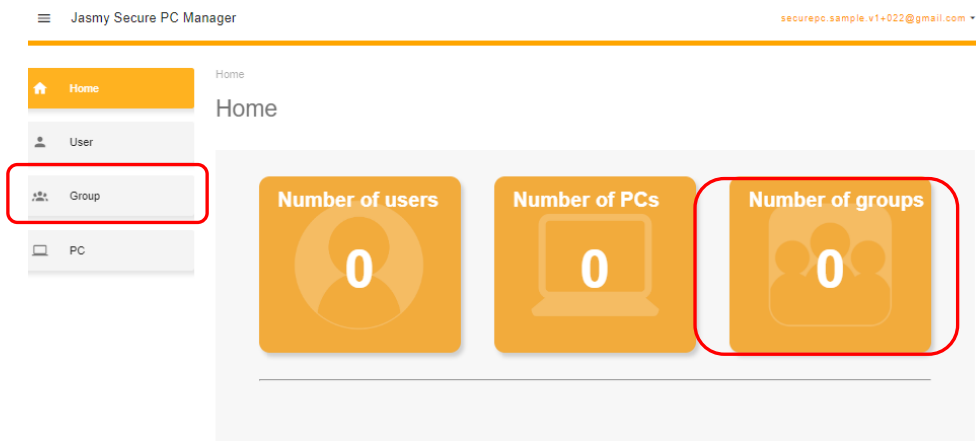 Jasmy Secure PC Manager
securepc.sample.v1+022@gmail.com
Home
Home
Home
User
Group
PC
Number of users
0
Number of PCs
0
Number of groups
0